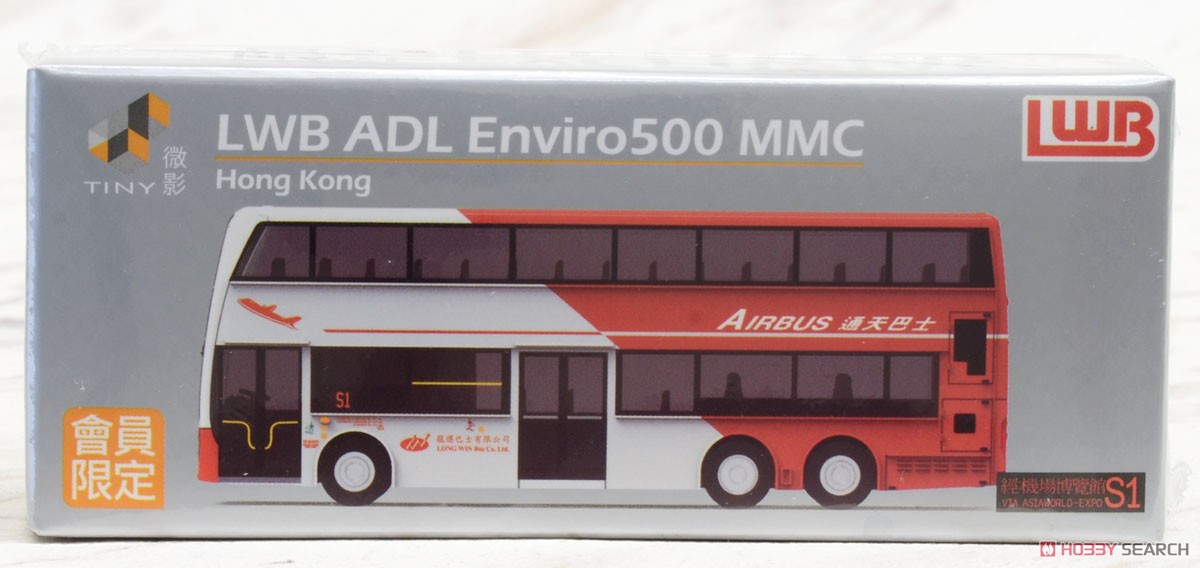 LWB ADL Enviro500 MMC
Hong Kong
TINY 微影
LWB
AIRBUS 通天巴士
S1
龍運巴士有限公司
LONG WIN Bus Co. Ltd.
會員
限定
經機場博覽館 S1
VIA ASIAWORLD-EXPO
HOBBY SEARCH